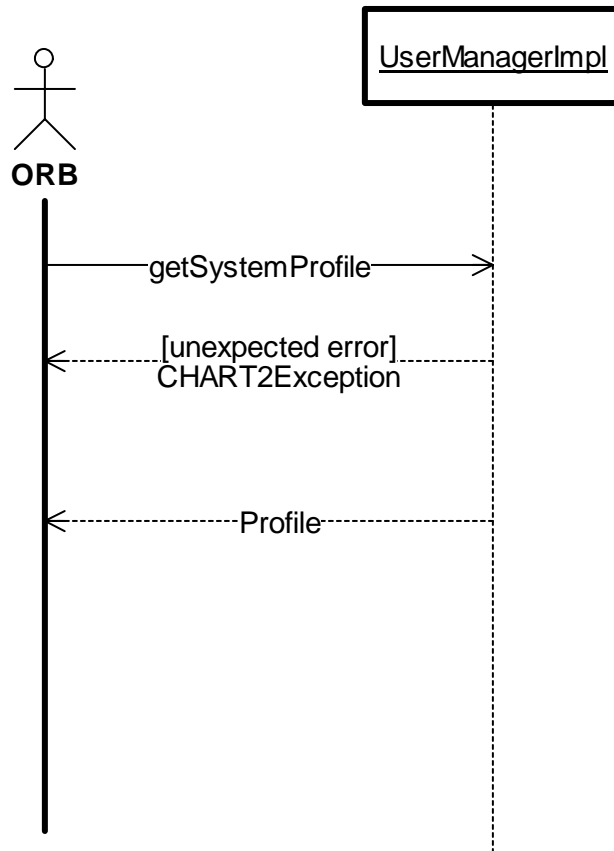 UserManagerImpl
ORB
getSystemProfile
[unexpected error]
CHART2Exception
Profile